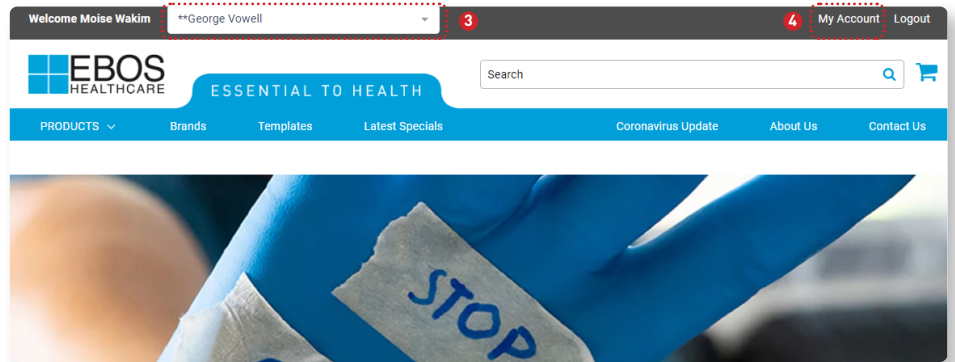 Welcome Moise Wakim **George Vowell 3 4 My Account Logout
EBOS
HEALTHCARE
ESSENTIAL TO HEALTH
Search
PRODUCTS Brands Templates Latest Specials Coronavirus Update About Us Contact Us
STOP